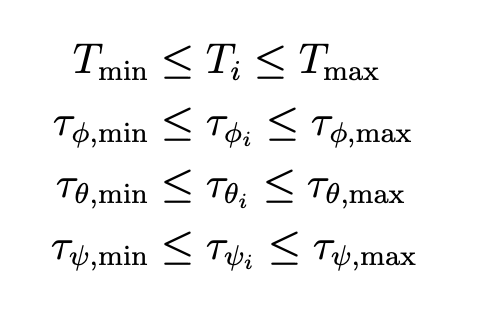 T_min ≤ T_i ≤ T_max
τ_ϕ,min ≤ τ_ϕ_i ≤ τ_ϕ,max
τ_θ,min ≤ τ_θ_i ≤ τ_θ,max
τ_ψ,min ≤ τ_ψ_i ≤ τ_ψ,max